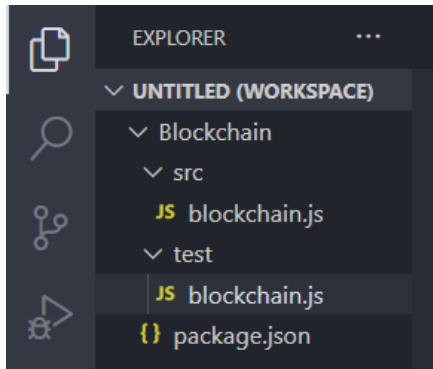 EXPLORER ...
UNTITLED (WORKSPACE)
Blockchain
src
JS blockchain.js
test
JS blockchain.js
{} package.json